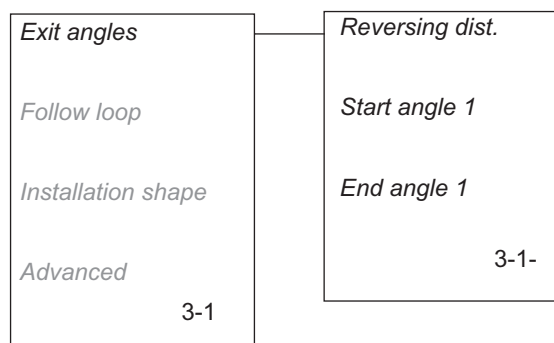 Exit angles
Follow loop
Installation shape
Advanced
3-1
Reversing dist.
Start angle 1
End angle 1
3-1-